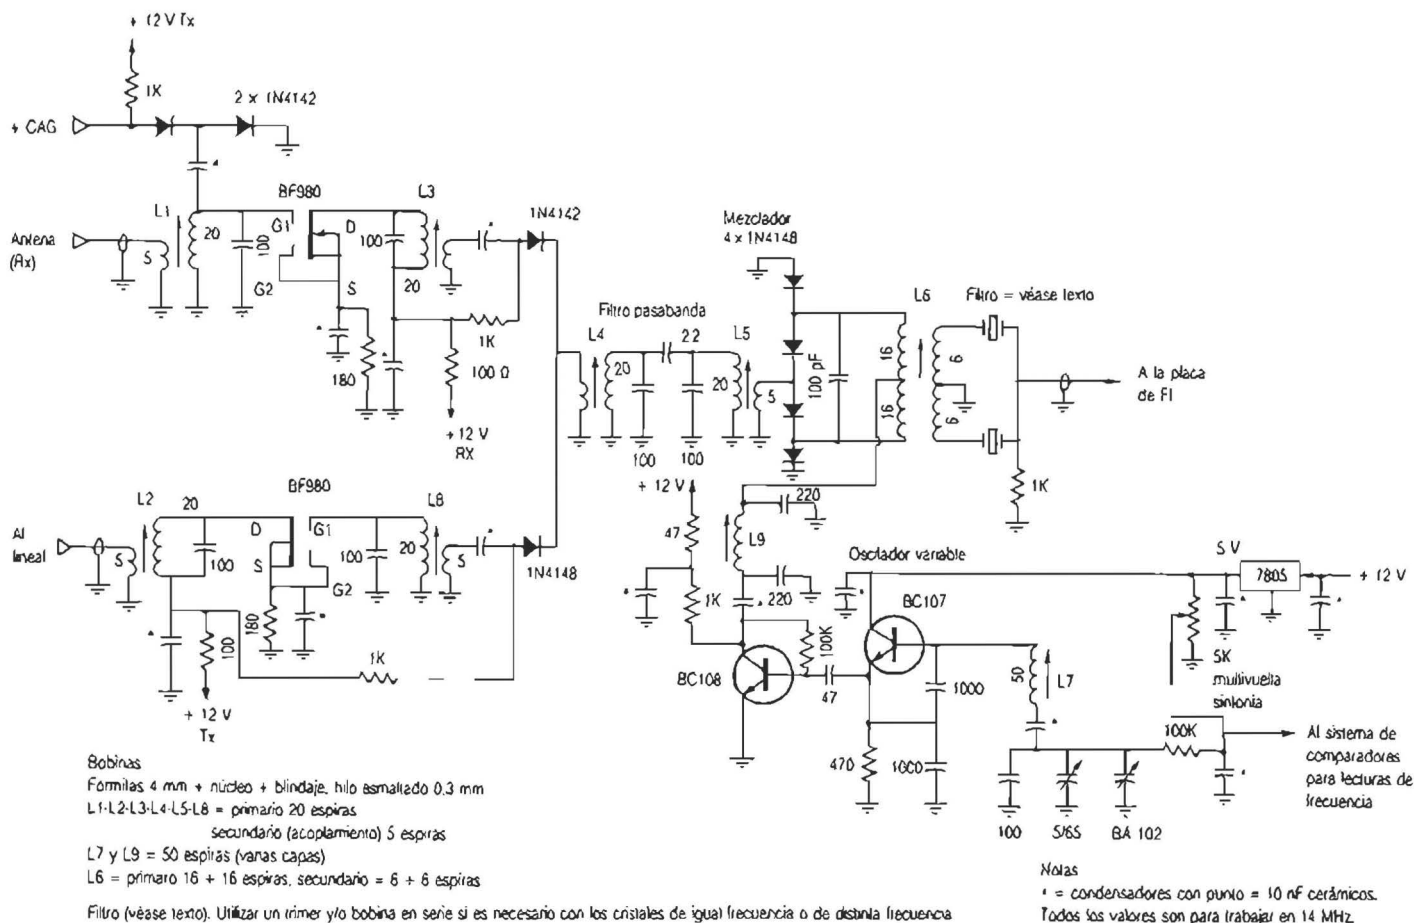 + 12 V Tx
1K
2 x 1N4142
+ CAG
BF980
L1
L3
1N4142
Antena
(Rx)
S
20
100
G1
D
100
G2
S
20
1K
180
100 Ω
+ 12 V
RX
Mezclador
4 x 1N4148
L6
Filtro = véase texto
Filtro pasabanda
L4
22
L5
20
20
5
100 pF
16
16
6
6
A la placa
de FI
100
100
1K
+ 12 V
220
47
L9
Oscilador variable
1K
220
BC107
5 V
7805
+ 12 V
100K
BC108
47
1000
50
L7
5K
multivuelta
sintonía
470
1000
100K
Al sistema de
comparadores
para lecturas de
frecuencia
100
5/65
BA 102
L2
20
BF980
L8
Al
lineal
5
100
D
G1
S
G2
100
20
5
1N4148
100
180
1K
+ 12 V
Tx
Bobinas
Formitas 4 mm + núcleo + blindaje, hilo esmaltado 0,3 mm
L1-L2-L3-L4-L5-L8 = primario 20 espiras
secundario (acoplamiento) 5 espiras
L7 y L9 = 50 espiras (varias capas)
L6 = primaro 16 + 16 espiras, secundario = 6 + 6 espiras
Filtro (véase texto). Utilizar un trimer y/o bobina en serie si es necesario con los cristales de igual frecuencia o de distinta frecuencia
Notas
* = condensadores con punto = 10 nF cerámicos.
Todos los valores son para trabajar en 14 MHz